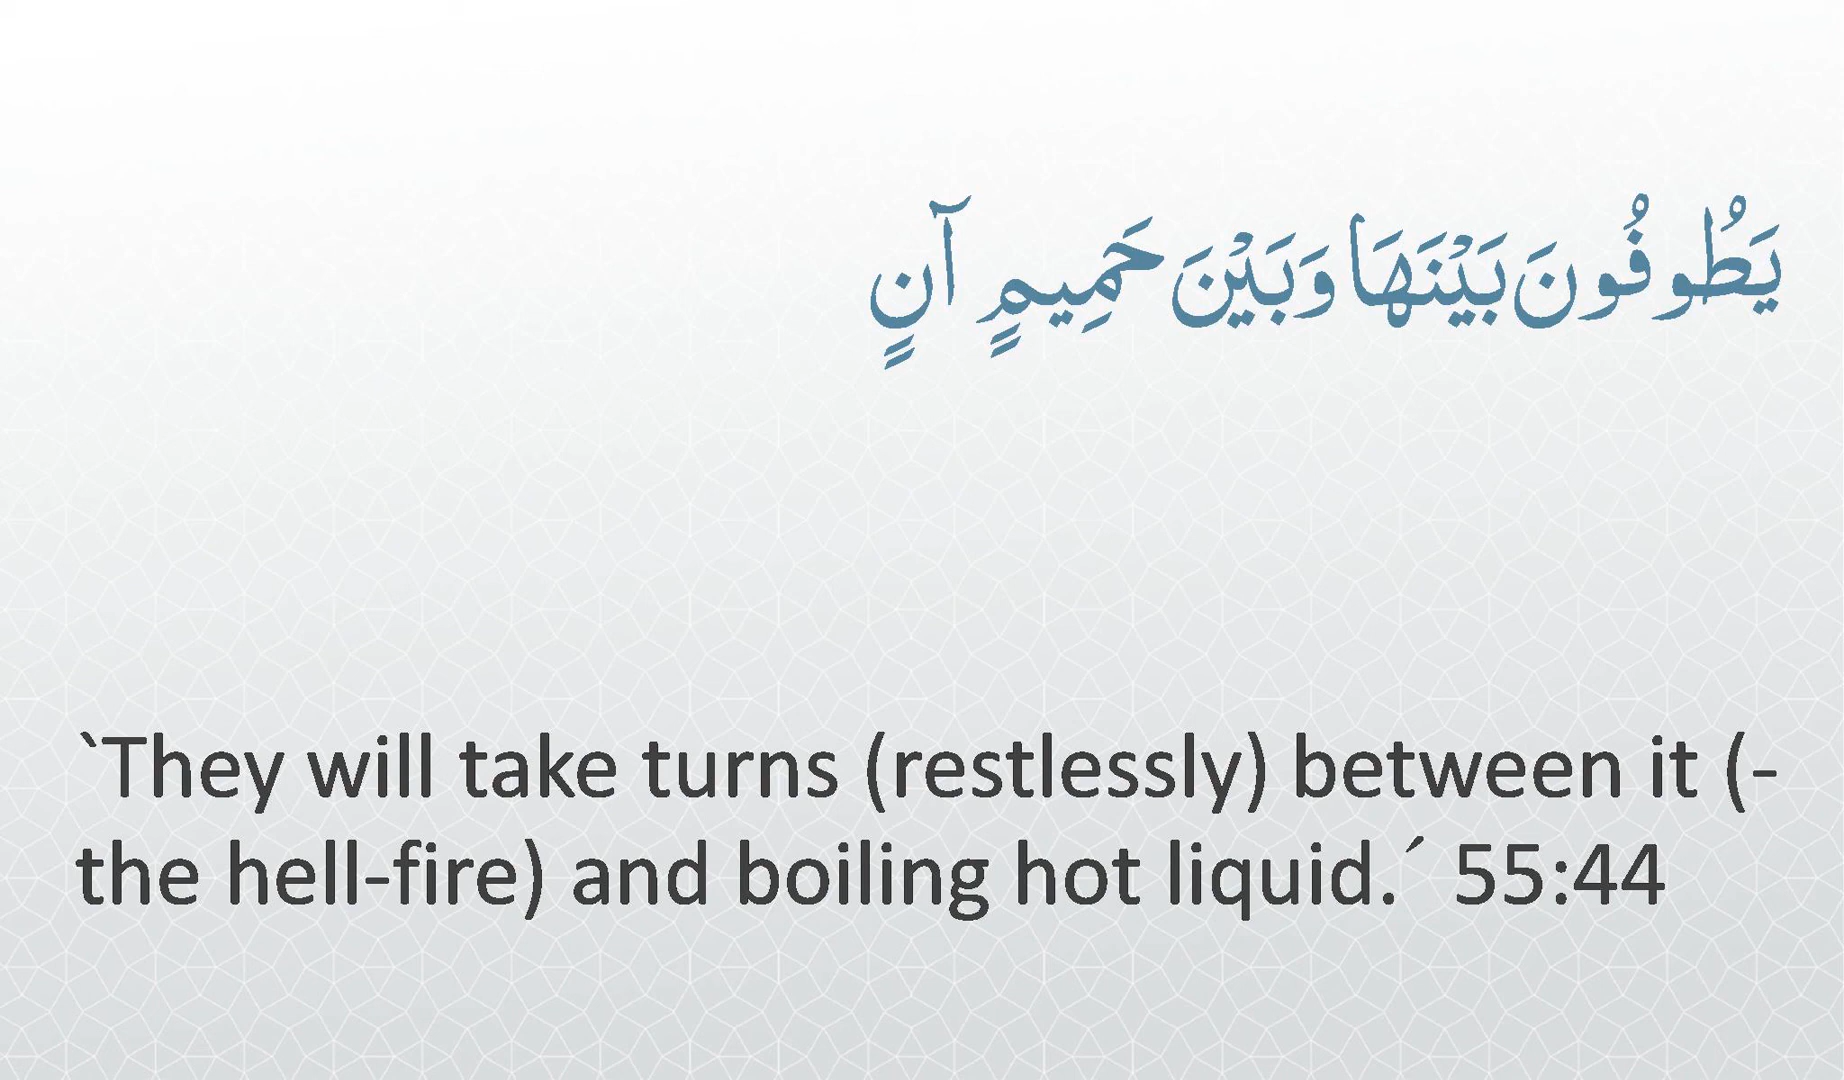 يَطُوفُونَ بَيْنَهَا وَبَيْنَ حَمِيمٍ آنٍ
`They will take turns (restlessly) between it (-
the hell-fire) and boiling hot liquid.´ 55:44